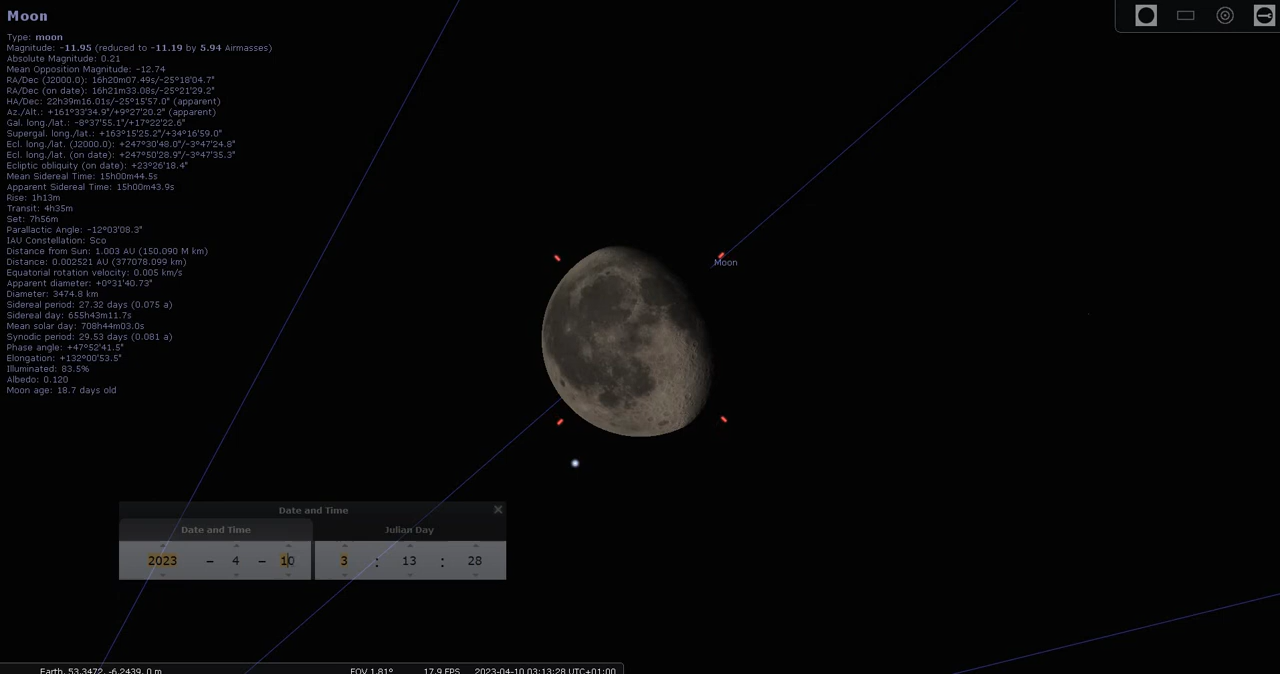 Moon
Type: moon
Magnitude: -11.95 (reduced to -11.19 by 5.94 Airmasses)
Absolute Magnitude: 0.21
Mean Opposition Magnitude: -12.74
RA/Dec (J2000.0): 16h20m07.49s/-25°18'04.7"
RA/Dec (on date): 16h21m33.08s/-25°21'29.2"
HA/Dec: 22h39m16.01s/-25°15'57.0" (apparent)
Az./Alt.: +161°33'34.9"/+9°27'20.2" (apparent)
Gal. long./lat.: -8°37'55.1"/+17°22'22.6"
Supergal. long./lat.: +163°15'25.2"/+34°16'59.0"
Ecl. long./lat. (J2000.0): +247°30'48.0"/-3°47'24.8"
Ecl. long./lat. (on date): +247°50'28.9"/-3°47'35.3"
Ecliptic obliquity (on date): +23°26'18.4"
Mean Sidereal Time: 15h00m44.5s
Apparent Sidereal Time: 15h00m43.9s
Rise: 1h13m
Transit: 4h35m
Set: 7h56m
Parallactic Angle: -12°03'08.3"
IAU Constellation: Sco
Distance from Sun: 1.003 AU (150.090 M km)
Distance: 0.002521 AU (377078.099 km)
Equatorial rotation velocity: 0.005 km/s
Apparent diameter: +0°31'40.73"
Diameter: 3474.8 km
Sidereal period: 27.32 days (0.075 a)
Sidereal day: 655h43m11.7s
Mean solar day: 708h44m03.0s
Synodic period: 29.53 days (0.081 a)
Phase angle: +47°52'41.5"
Elongation: +132°00'53.5"
Illuminated: 83.5%
Albedo: 0.120
Moon age: 18.7 days old
Moon
Date and Time
Date and Time Julian Day
2023 - 4 - 10 3 : 13 : 28
Earth, 53.3472, -6.2439, 0 m FOV 1.81° 17.9 FPS 2023-04-10 03:13:28 UTC+01:00